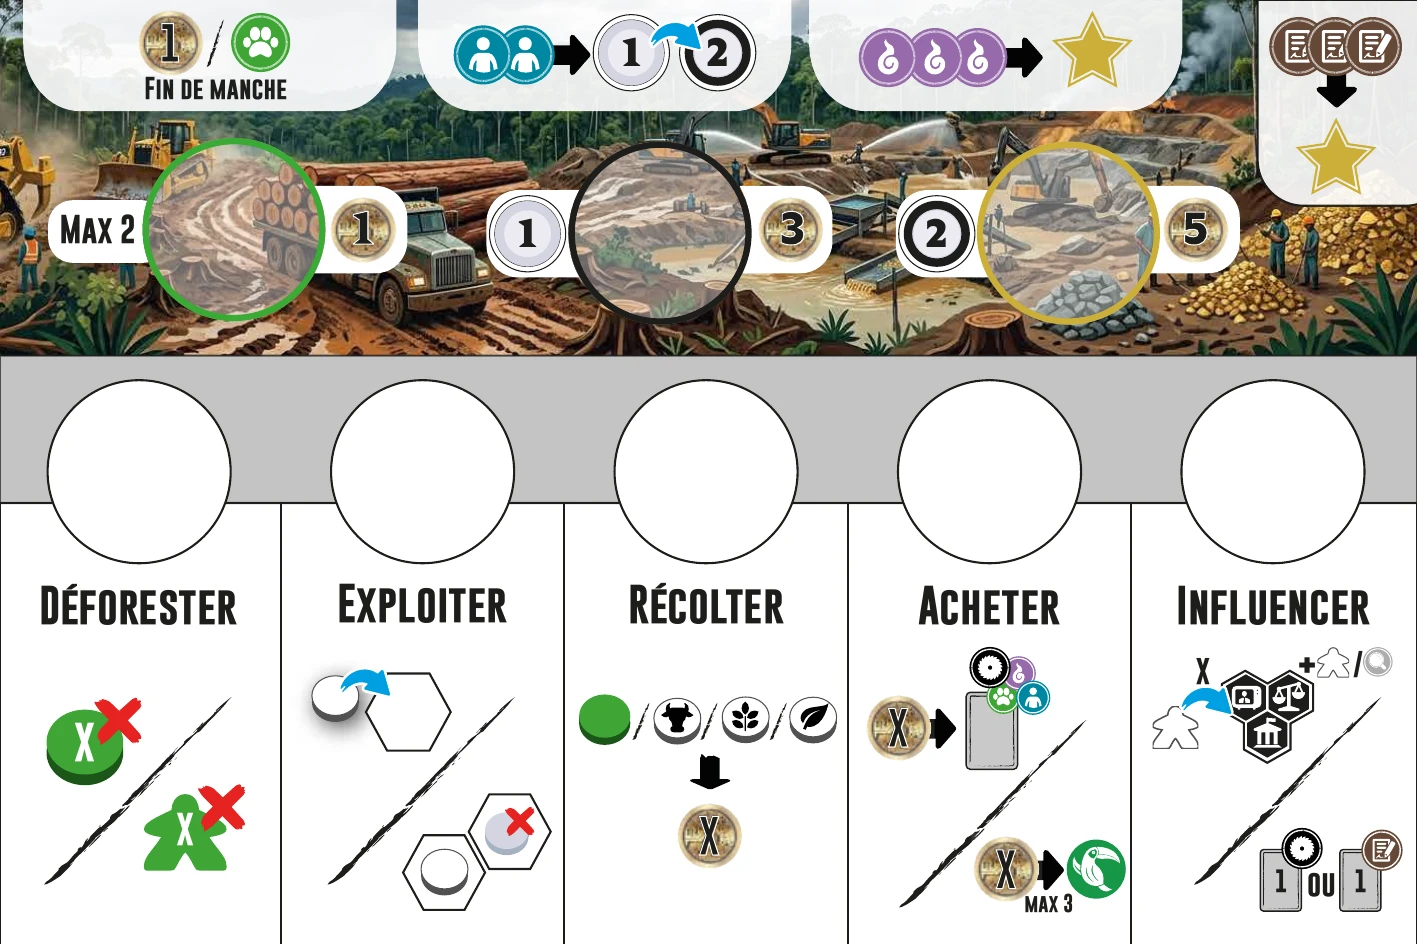 1
FIN DE MANCHE
1 2
MAX 2
1
1
3
2
5
DÉFORESTER
X
X
EXPLOITER
RÉCOLTER
X
ACHETER
X
X
MAX 3
INFLUENCER
X + /
1 OU 1